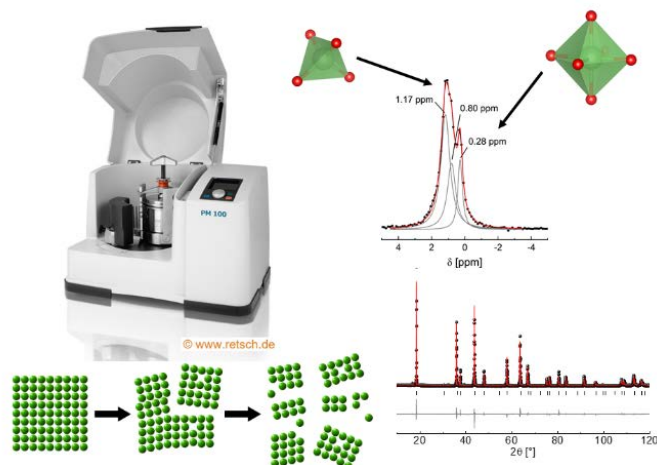 PM 100
© www.retsch.de
1.17 ppm
0.80 ppm
0.28 ppm
4 2 0 -2 -4
δ [ppm]
20 40 60 80 100 120
2θ [°]